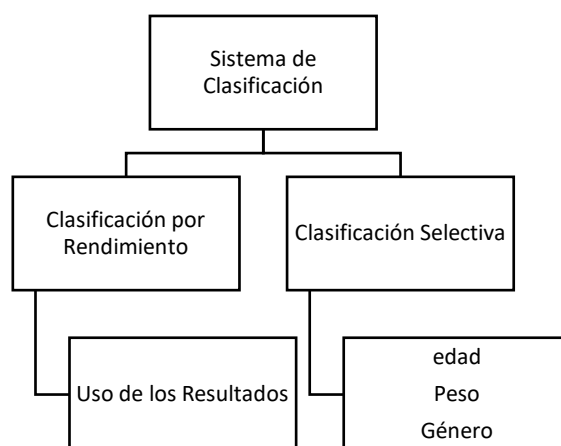 Sistema de
Clasificación
Clasificación por
Rendimiento
Clasificación Selectiva
Uso de los Resultados
edad
Peso
Género